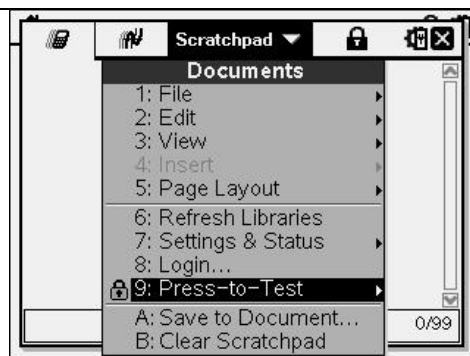 Scratchpad
Documents
1: File
2: Edit
3: View
4: Insert
5: Page Layout
6: Refresh Libraries
7: Settings & Status
8: Login...
9: Press-to-Test
A: Save to Document...
B: Clear Scratchpad
0/99